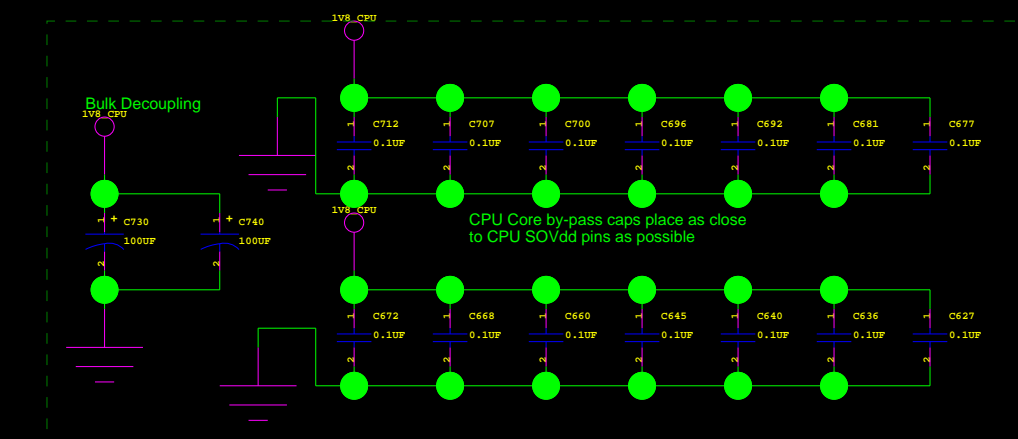 1V8_CPU
Bulk Decoupling
1V8_CPU
1 C712 1 C707 1 C700 1 C696 1 C692 1 C681 1 C677
0.1UF 0.1UF 0.1UF 0.1UF 0.1UF 0.1UF 0.1UF
2 2 2 2 2 2 2
1V8_CPU
CPU Core by-pass caps place as close
to CPU SOVdd pins as possible
1 + C730 1 + C740
100UF 100UF
2 2
1 C672 1 C668 1 C660 1 C645 1 C640 1 C636 1 C627
0.1UF 0.1UF 0.1UF 0.1UF 0.1UF 0.1UF 0.1UF
2 2 2 2 2 2 2